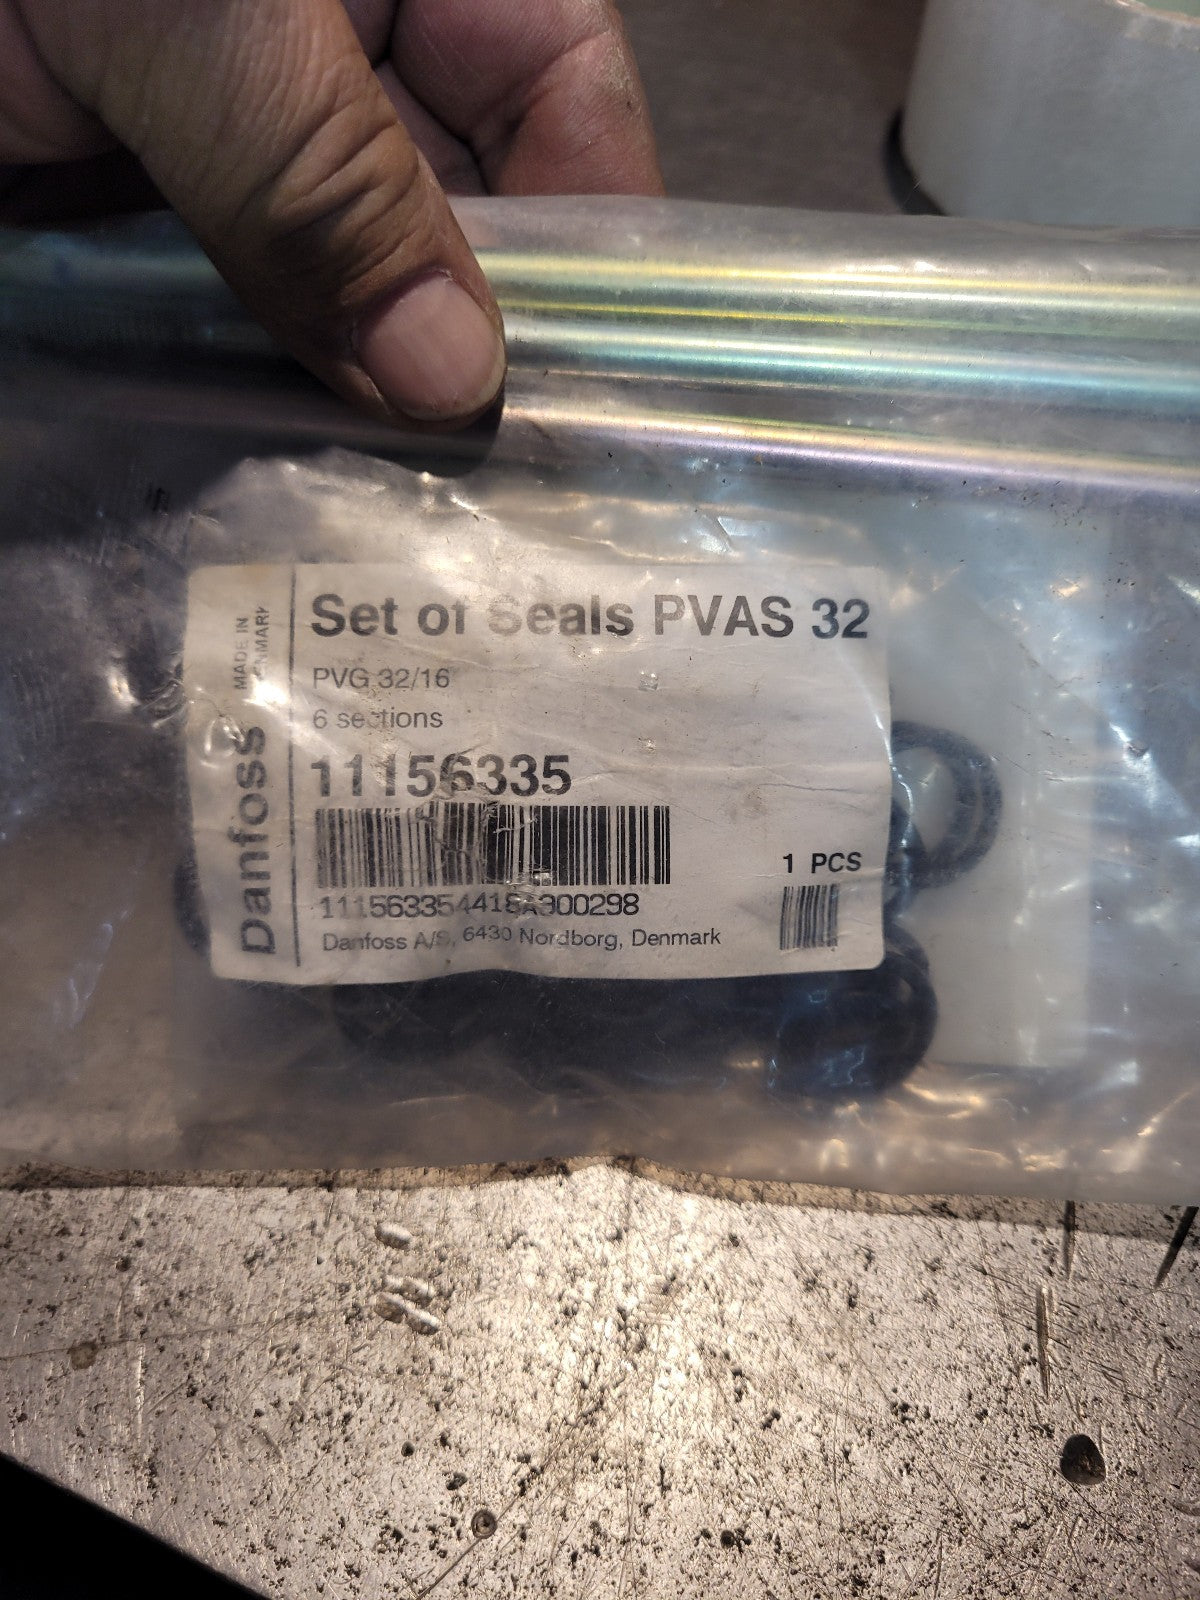 MADE IN
DENMARK
Danfoss
Set of Seals PVAS 32
PVG 32/16
6 sections
11156335
111563354418A300298
1 PCS
Danfoss A/S, 6430 Nordborg, Denmark